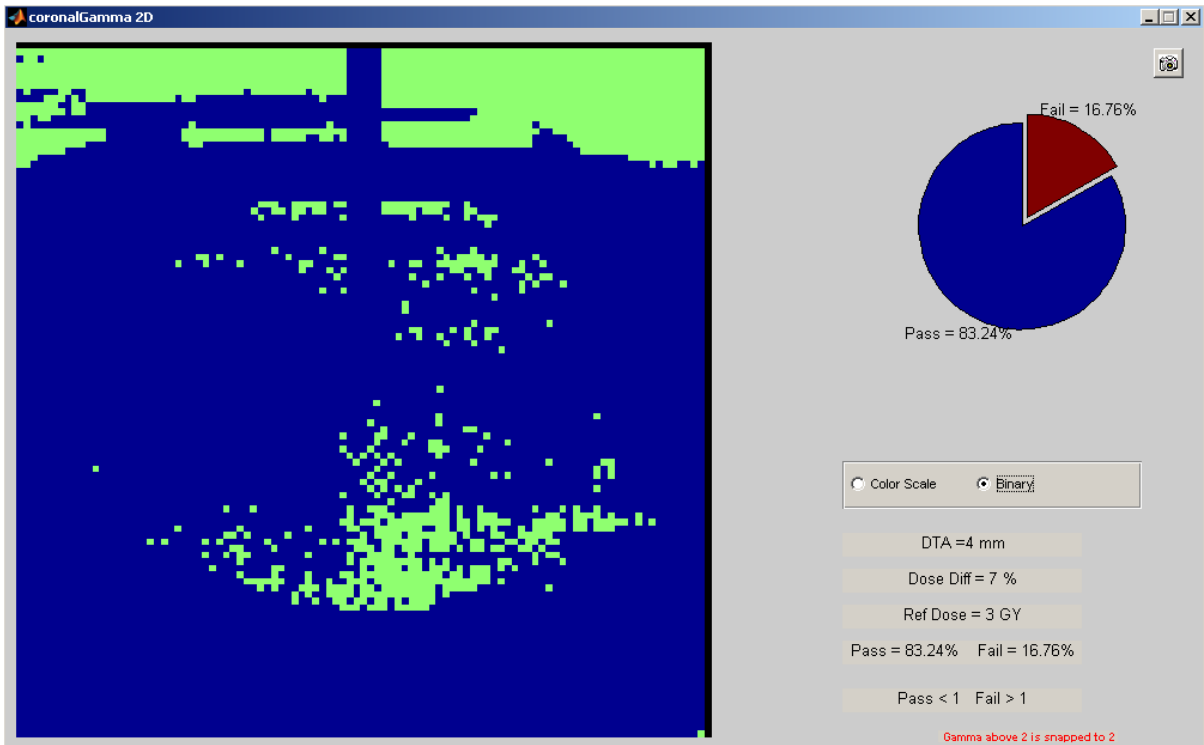 coronalGamma 2D
Fail = 16.76%
Pass = 83.24%
Color Scale
Binary
DTA =4 mm
Dose Diff = 7 %
Ref Dose = 3 GY
Pass = 83.24% Fail = 16.76%
Pass < 1 Fail > 1
Gamma above 2 is snapped to 2